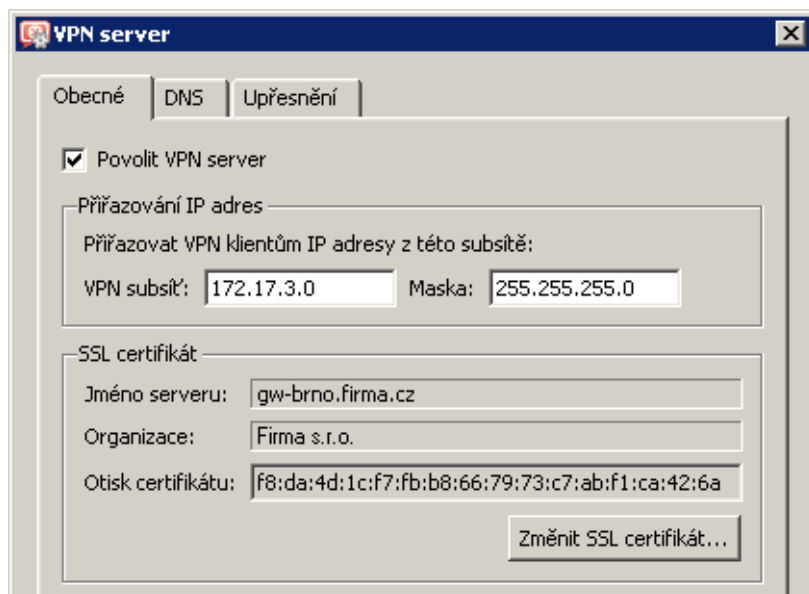 VPN server
Obecné DNS Upřesnění
Povolit VPN server
Přiřazování IP adres
Přiřazovat VPN klientům IP adresy z této subsítě:
VPN subsíť: 172.17.3.0 Maska: 255.255.255.0
SSL certifikát
Jméno serveru: gw-brno.firma.cz
Organizace: Firma s.r.o.
Otisk certifikátu: f8:da:4d:1c:f7:fb:b8:66:79:73:c7:ab:f1:ca:42:6a
Změnit SSL certifikát...